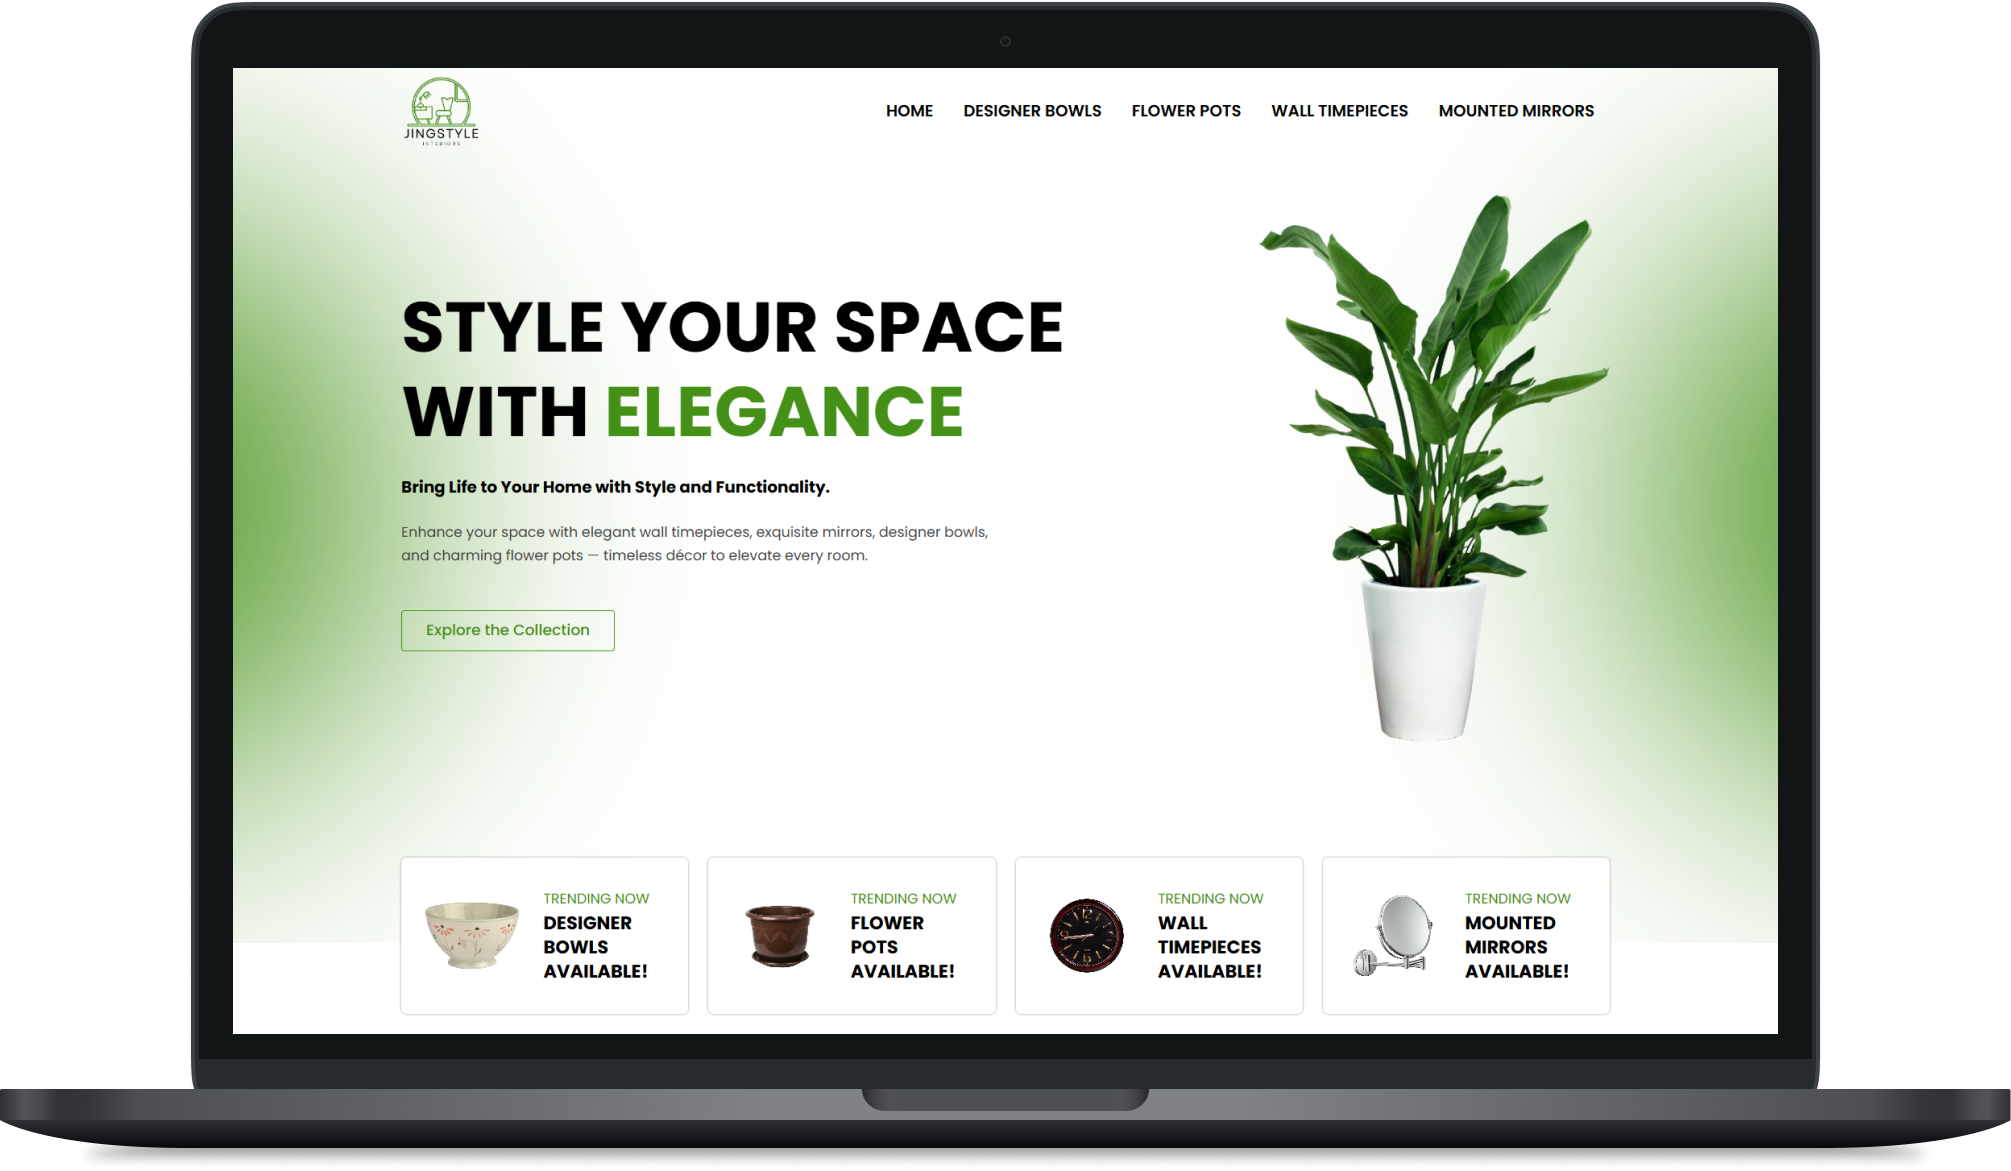 JINGSTYLE
INTERIORS
HOME
DESIGNER BOWLS
FLOWER POTS
WALL TIMEPIECES
MOUNTED MIRRORS
STYLE YOUR SPACE
WITH ELEGANCE
Bring Life to Your Home with Style and Functionality.
Enhance your space with elegant wall timepieces, exquisite mirrors, designer bowls,
and charming flower pots — timeless décor to elevate every room.
Explore the Collection
TRENDING NOW
DESIGNER
BOWLS
AVAILABLE!
TRENDING NOW
FLOWER
POTS
AVAILABLE!
TRENDING NOW
WALL
TIMEPIECES
AVAILABLE!
TRENDING NOW
MOUNTED
MIRRORS
AVAILABLE!